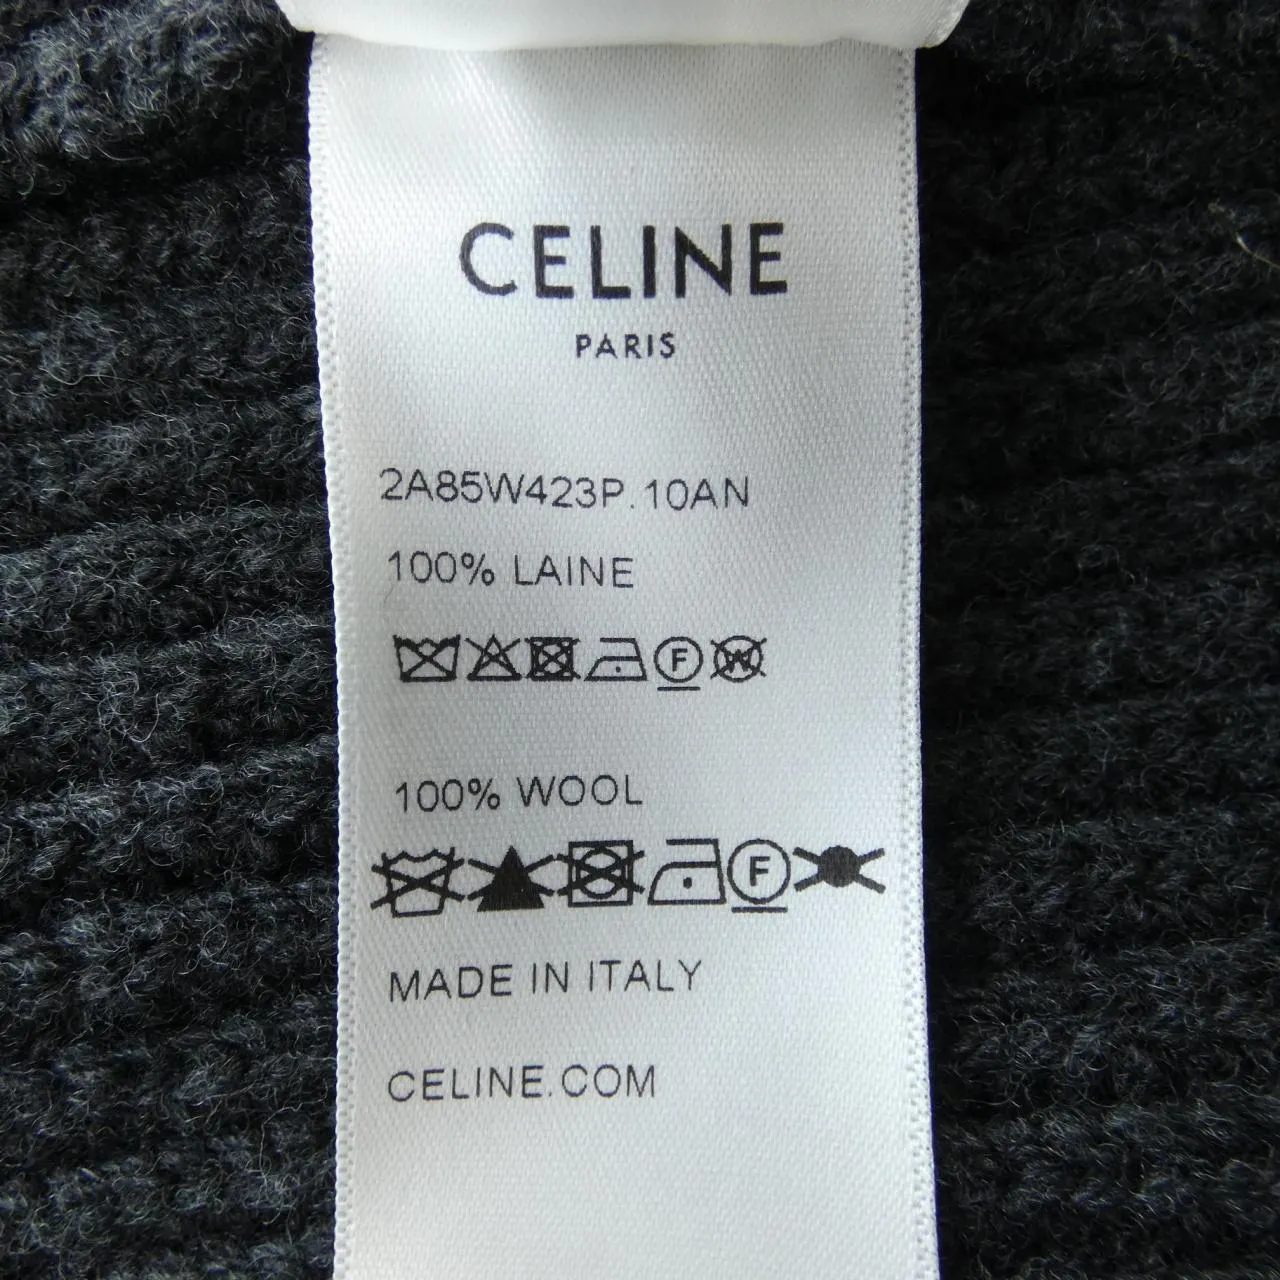 CELINE
PARIS
2A85W423P.10AN
100% LAINE
F W
100% WOOL
F
MADE IN ITALY
CELINE.COM